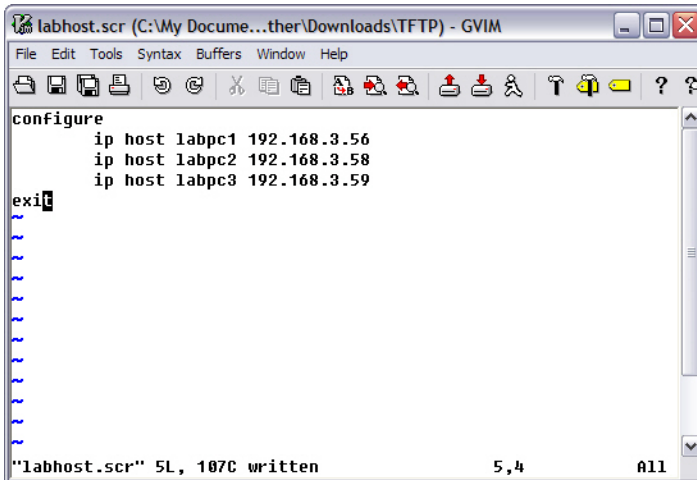 labhost.scr (C:\My Docume...ther\Downloads\TFTP) - GVIM
File Edit Tools Syntax Buffers Window Help
configure
        ip host labpc1 192.168.3.56
        ip host labpc2 192.168.3.58
        ip host labpc3 192.168.3.59
exit
~
~
~
~
~
~
~
~
~
~
~
~
"labhost.scr" 5L, 107C written 5,4 All